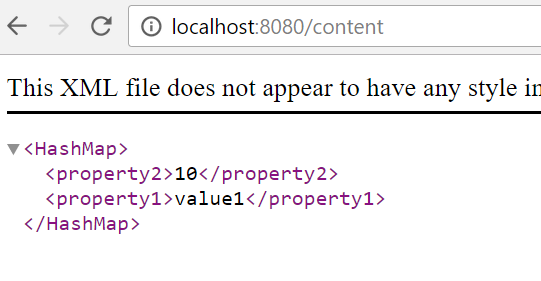 localhost:8080/content
This XML file does not appear to have any style in
<HashMap>
<property2>10</property2>
<property1>value1</property1>
</HashMap>